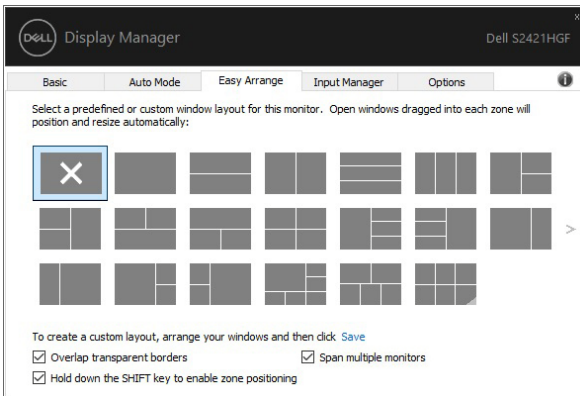 DELL Display Manager Dell S2421HGF
Basic Auto Mode Easy Arrange Input Manager Options
Select a predefined or custom window layout for this monitor. Open windows dragged into each zone will
position and resize automatically:
To create a custom layout, arrange your windows and then click Save
Overlap transparent borders Span multiple monitors
Hold down the SHIFT key to enable zone positioning